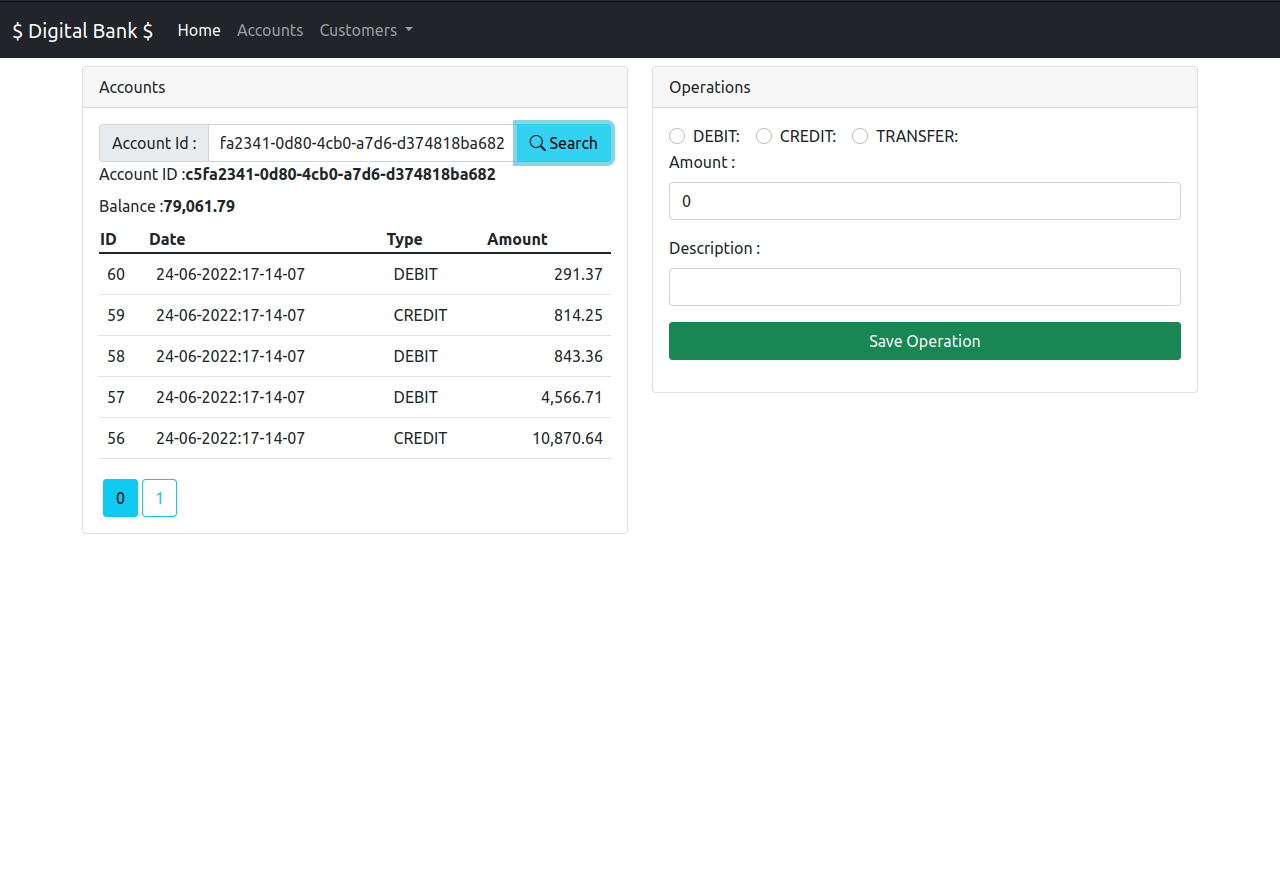 $ Digital Bank $ Home Accounts Customers
Accounts
Account Id : fa2341-0d80-4cb0-a7d6-d374818ba682 Search
Account ID :c5fa2341-0d80-4cb0-a7d6-d374818ba682
Balance :79,061.79
ID Date Type Amount
60 24-06-2022:17-14-07 DEBIT 291.37
59 24-06-2022:17-14-07 CREDIT 814.25
58 24-06-2022:17-14-07 DEBIT 843.36
57 24-06-2022:17-14-07 DEBIT 4,566.71
56 24-06-2022:17-14-07 CREDIT 10,870.64
0 1
Operations
DEBIT: CREDIT: TRANSFER:
Amount :
0
Description :
Save Operation